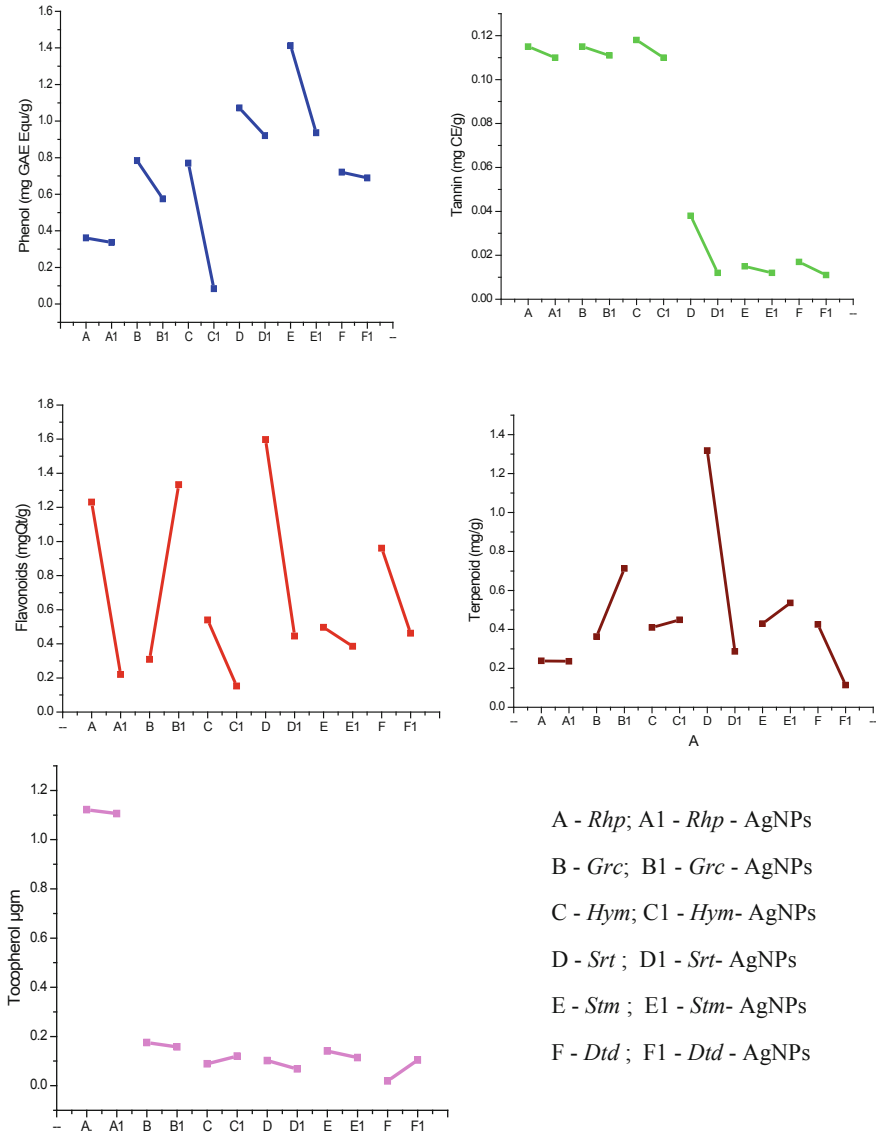 Phenol (mg GAE Equ/g)
1.6
1.4
1.2
1.0
0.8
0.6
0.4
0.2
0.0
-- A A1 B B1 C C1 D D1 E E1 F F1 --
Tannin (mg CE/g)
0.12
0.10
0.08
0.06
0.04
0.02
0.00
A A1 B B1 C C1 D D1 E E1 F F1 --
Flavonoids (mgQt/g)
1.8
1.6
1.4
1.2
1.0
0.8
0.6
0.4
0.2
0.0
-- A A1 B B1 C C1 D D1 E E1 F F1
Terpenoid (mg/g)
1.4
1.2
1.0
0.8
0.6
0.4
0.2
0.0
-- A A1 B B1 C C1 D D1 E E1 F F1 --
A
Tocopherol µgm
1.2
1.0
0.8
0.6
0.4
0.2
0.0
-- A. A1 B B1 C C1 D D1 E E1 F F1
A - Rhp; A1 - Rhp - AgNPs
B - Grc; B1 - Grc - AgNPs
C - Hym; C1 - Hym- AgNPs
D - Srt ; D1 - Srt- AgNPs
E - Stm ; E1 - Stm- AgNPs
F - Dtd ; F1 - Dtd - AgNPs